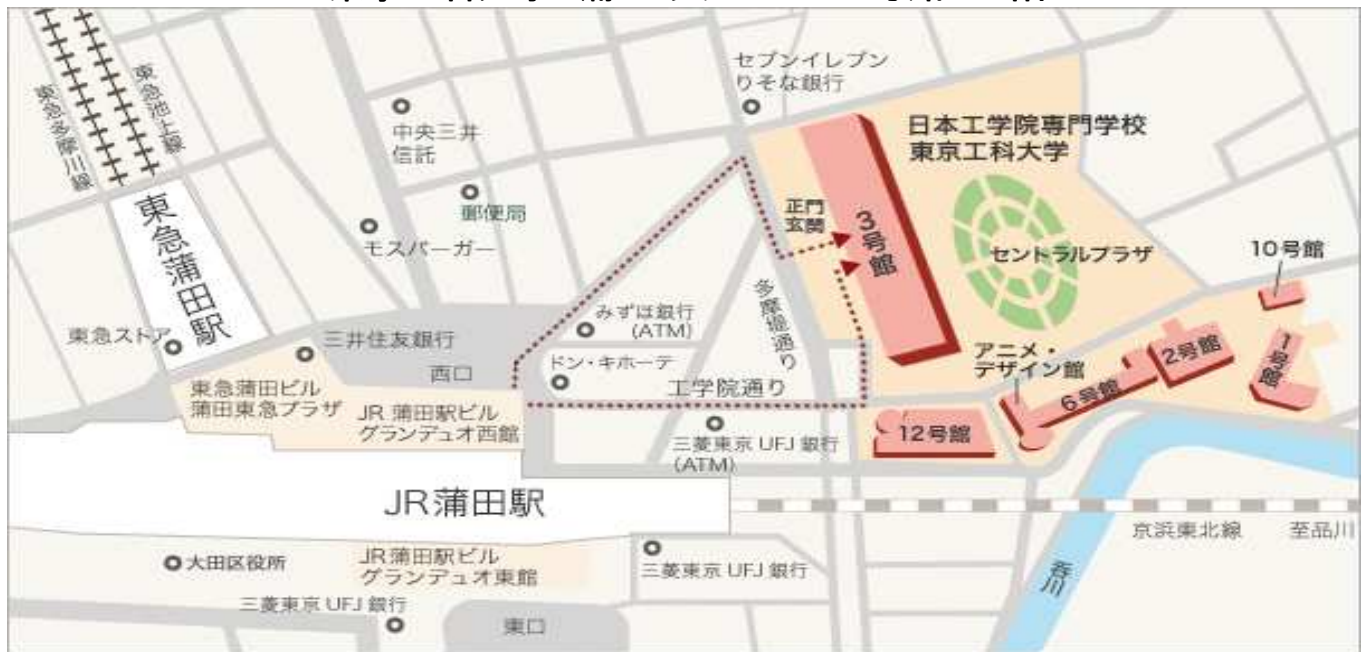 セブンイレブン
りそな銀行
東急池上線
東急多摩川線
中央三井
信託
日本工学院専門学校
東京工科大学
郵便局
正門
玄関
3号館
モスバーガー
セントラルプラザ
10号館
東急蒲田駅
みずほ銀行
(ATM)
多摩堤通り
東急ストア
三井住友銀行
アニメ・
デザイン館
2号館
1号館
西口
ドン・キホーテ
工学院通り
6号館
東急蒲田ビル
蒲田東急プラザ
JR 蒲田駅ビル
グランデュオ西館
三菱東京 UFJ 銀行
(ATM)
12号館
JR蒲田駅
京浜東北線
至品川
大田区役所
JR蒲田駅ビル
グランデュオ東館
三菱東京 UFJ 銀行
呑川
三菱東京 UFJ 銀行
東口